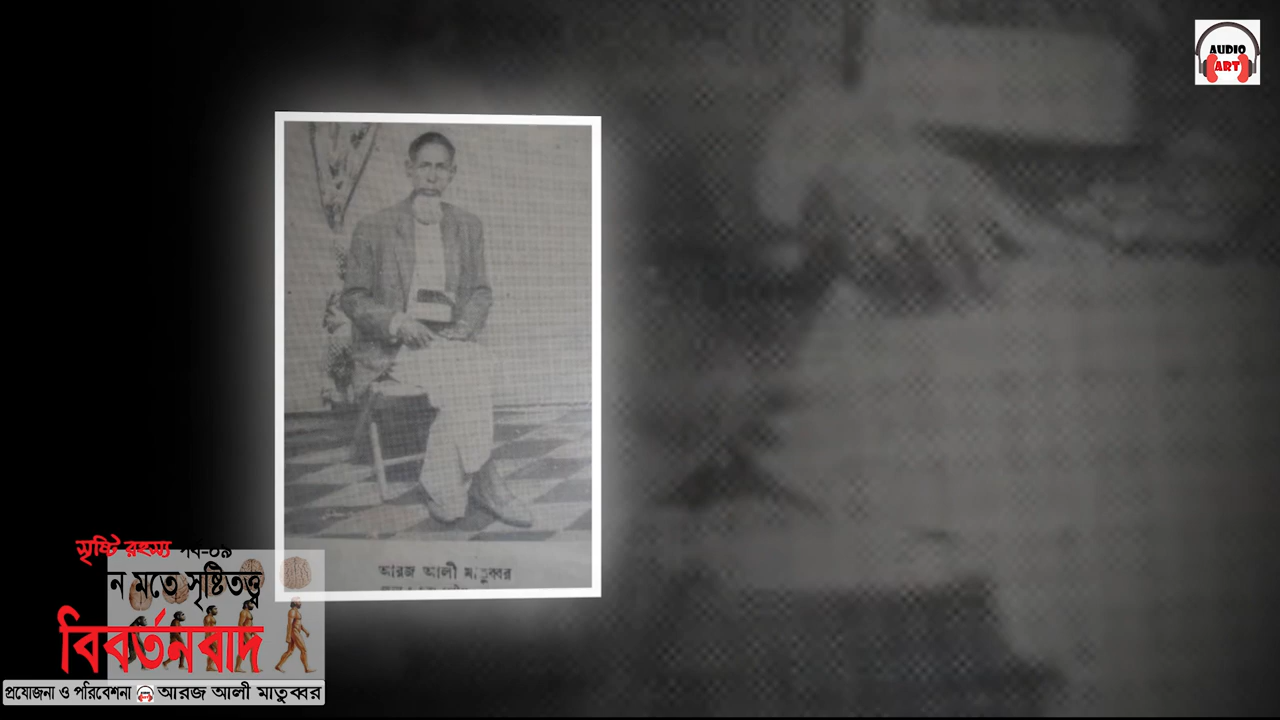 AUDIO
ART
আরজ আলী মাতুব্বর
সৃষ্টি রহস্য পর্ব-০৯
ন মতে সৃষ্টিতত্ত্ব
বিবর্তনবাদ
প্রযোজনা ও পরিবেশনা আরজ আলী মাতুব্বর